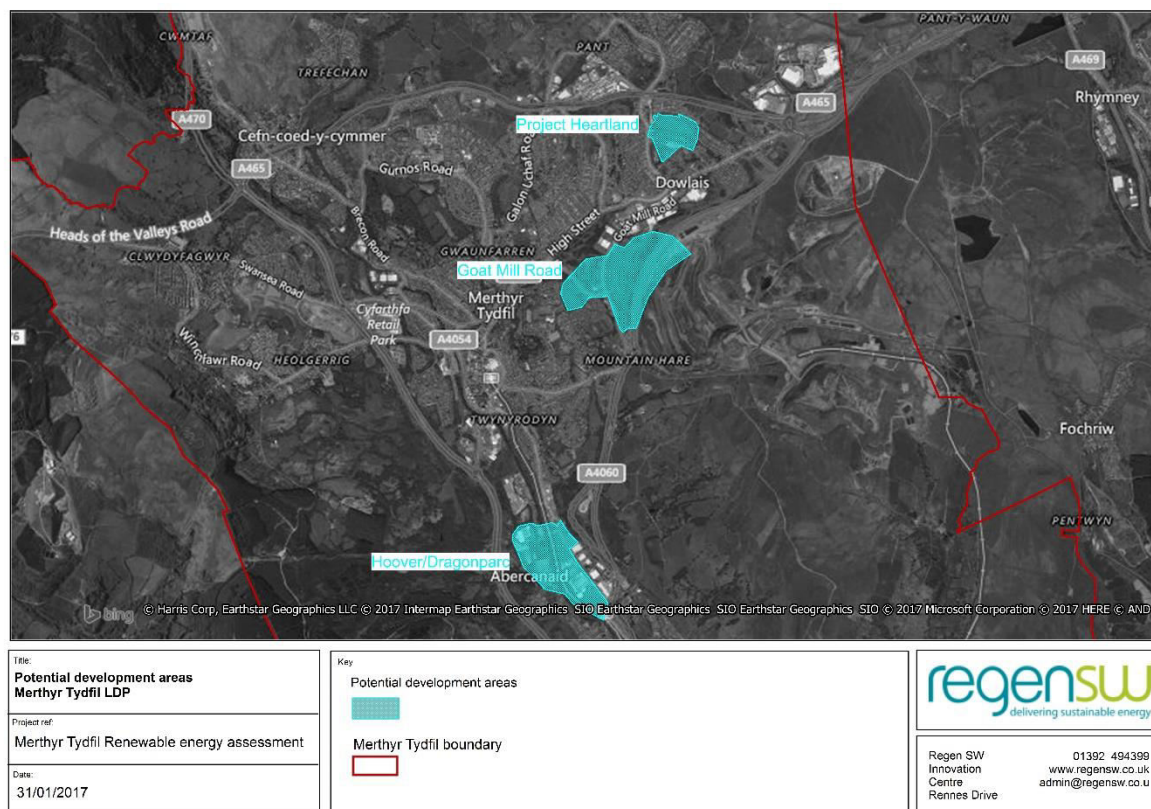 PANT-Y-WAUN
CWMTAF
PANT
A469
TREFECHAN
A465
Rhymney
A470
Project Heartland
Cefn-coed-y-cymmer
Galon Uchaf Road
A465
Gurnos Road
Dowlais
Goat Mill Road
High Street
Brecon Road
Heads of the Valleys Road
GWAUNFARREN
CLWYDYFAGWYR
Goat Mill Road
Swansea Road
Merthyr
Tydfil
Cyfarthfa
Retail
Park
A4054
HEOLGERRIG
MOUNTAIN HARE
TWYNYRODYN
Fochriw
A4060
PENTWYN
Hoover/Dragonparc
Abercanaid
bing
© Harris Corp, Earthstar Geographics LLC © 2017 Intermap Earthstar Geographics SIO Earthstar Geographics SIO Earthstar Geographics SIO © 2017 Microsoft Corporation © 2017 HERE © AND
Title:
Potential development areas
Merthyr Tydfil LDP
Project ref:
Merthyr Tydfil Renewable energy assessment
Date:
31/01/2017
Key
Potential development areas
Merthyr Tydfil boundary
regensw
delivering sustainable energy
Regen SW 01392 494399
Innovation www.regensw.co.uk
Centre admin@regensw.co.u
Rennes Drive